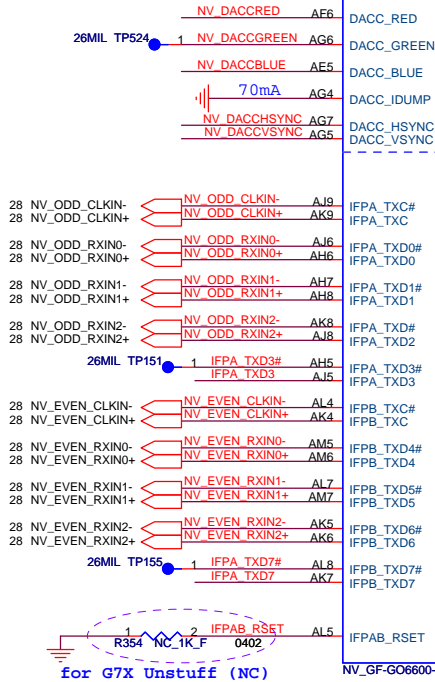 NV_DACCRED AF6 DACC_RED
26MIL TP524 1 NV_DACCGREEN AG6 DACC_GREEN
NV_DACCBLUE AE5 DACC_BLUE
70mA AG4 DACC_IDUMP
NV_DACCHSYNC AG7 DACC_HSYNC
NV_DACCVSYNC AG5 DACC_VSYNC
28 NV_ODD_CLKIN- NV_ODD_CLKIN- AJ9 IFPA_TXC#
28 NV_ODD_CLKIN+ NV_ODD_CLKIN+ AK9 IFPA_TXC
28 NV_ODD_RXIN0- NV_ODD_RXIN0- AJ6 IFPA_TXD0#
28 NV_ODD_RXIN0+ NV_ODD_RXIN0+ AH6 IFPA_TXD0
28 NV_ODD_RXIN1- NV_ODD_RXIN1- AH7 IFPA_TXD1#
28 NV_ODD_RXIN1+ NV_ODD_RXIN1+ AH8 IFPA_TXD1
28 NV_ODD_RXIN2- NV_ODD_RXIN2- AK8 IFPA_TXD#
28 NV_ODD_RXIN2+ NV_ODD_RXIN2+ AJ8 IFPA_TXD2
26MIL TP151 1 IFPA_TXD3# AH5 IFPA_TXD3#
IFPA_TXD3 AJ5 IFPA_TXD3
28 NV_EVEN_CLKIN- NV_EVEN_CLKIN- AL4 IFPB_TXC#
28 NV_EVEN_CLKIN+ NV_EVEN_CLKIN+ AK4 IFPB_TXC
28 NV_EVEN_RXIN0- NV_EVEN_RXIN0- AM5 IFPB_TXD4#
28 NV_EVEN_RXIN0+ NV_EVEN_RXIN0+ AM6 IFPB_TXD4
28 NV_EVEN_RXIN1- NV_EVEN_RXIN1- AL7 IFPB_TXD5#
28 NV_EVEN_RXIN1+ NV_EVEN_RXIN1+ AM7 IFPB_TXD5
28 NV_EVEN_RXIN2- NV_EVEN_RXIN2- AK5 IFPB_TXD6#
28 NV_EVEN_RXIN2+ NV_EVEN_RXIN2+ AK6 IFPB_TXD6
26MIL TP155 1 IFPA_TXD7# AL8 IFPB_TXD7#
IFPA_TXD7 AK7 IFPB_TXD7
1 2 IFPAB_RSET AL5 IFPAB_RSET
R354 NC_1K_F 0402
for G7X Unstuff (NC) NV_GF-GO6600-